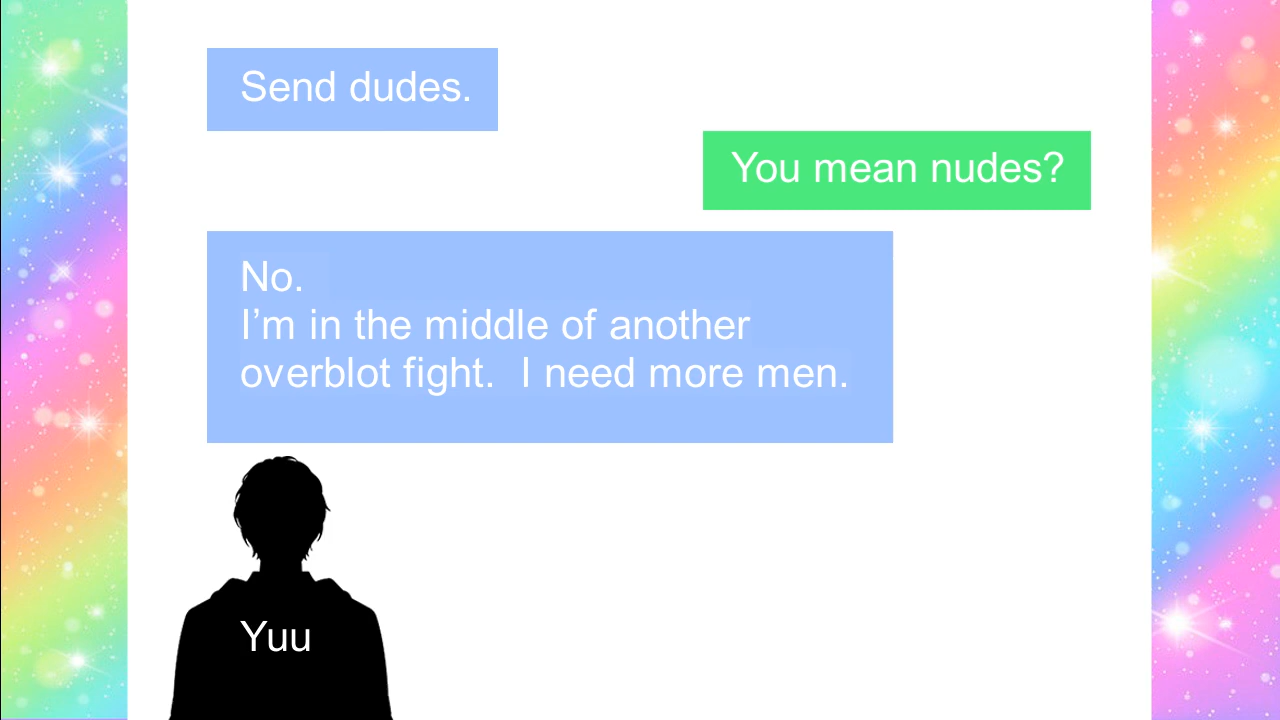 Send dudes.
You mean nudes?
No.
I’m in the middle of another
overblot fight.  I need more men.
Yuu